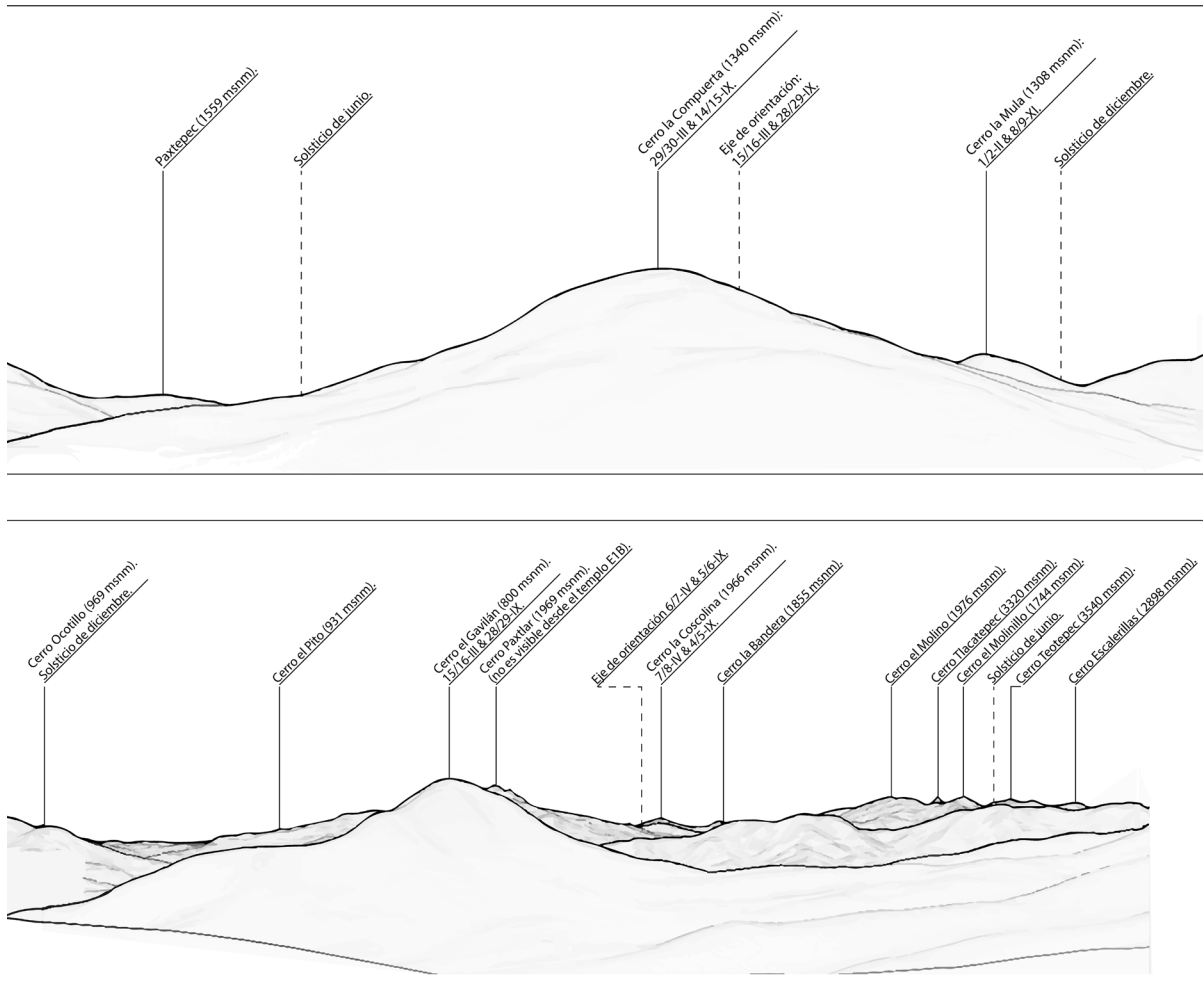 Paxtepec (1559 msnm).
Solsticio de junio.
Cerro la Compuerta (1340 msnm):
29/30-III & 14/15-IX.
Eje de orientación:
15/16-III & 28/29-IX.
Cerro la Mula (1308 msnm):
1/2-II & 8/9-XI.
Solsticio de diciembre.
Cerro Ocotillo (969 msnm).
Solsticio de diciembre.
Cerro el Pito (931 msnm).
Cerro el Gavilán (800 msnm).
15/16-III & 28/29-IX.
Cerro Paxtlar (1969 msnm).
(no es visible desde el templo E1B).
Eje de orientación 6/7-IV & 5/6-IX.
Cerro la Coscolina (1966 msnm).
7/8-IV & 4/5-IX.
Cerro la Bandera (1855 msnm).
Cerro el Molino (1976 msnm).
Cerro Tlacatepec (3320 msnm).
Cerro el Molinillo (1744 msnm).
Solsticio de junio.
Cerro Teotepec (3540 msnm).
Cerro Escalerillas ( 2898 msnm).